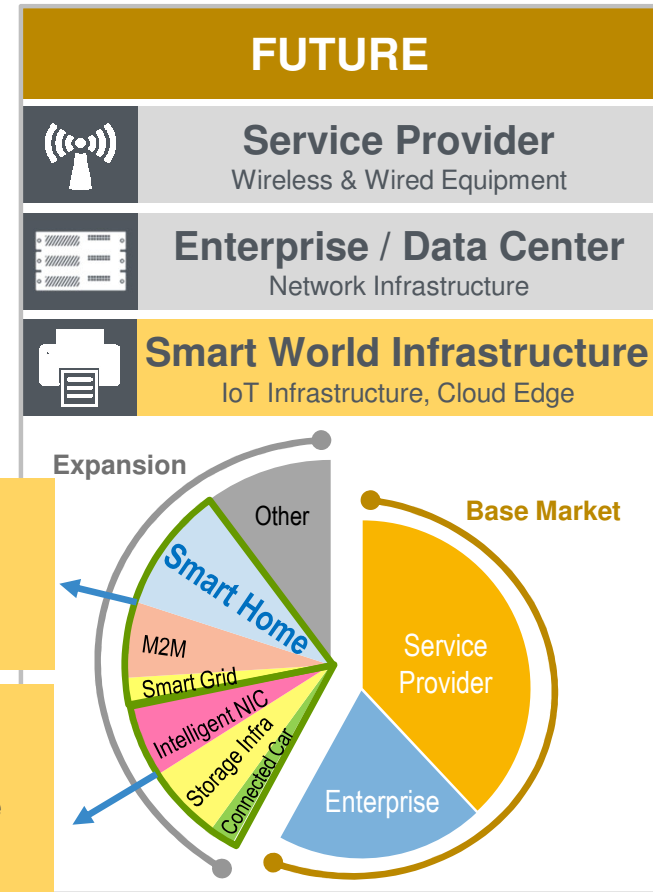 FUTURE
Service Provider
Wireless & Wired Equipment
Enterprise / Data Center
Network Infrastructure
Smart World Infrastructure
IoT Infrastructure, Cloud Edge
Expansion
Base Market
Other
Smart Home
M2M
Smart Grid
Intelligent NIC
Storage Infra
Connected Car
Service
Provider
Enterprise